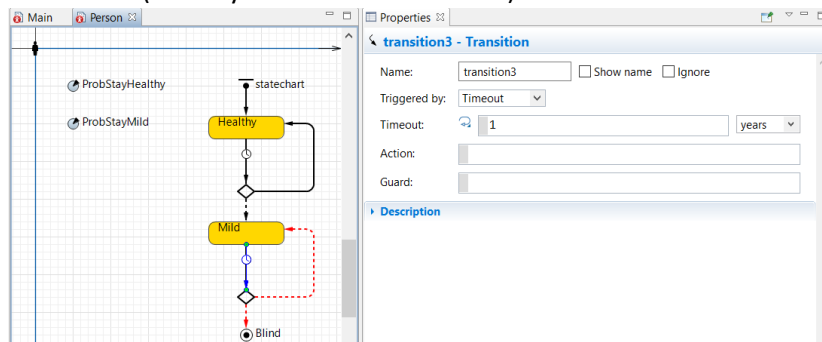 Main
Person
ProbStayHealthy
statechart
ProbStayMild
Healthy
Mild
Blind
Properties
transition3 - Transition
Name: transition3 Show name Ignore
Triggered by: Timeout
Timeout: 1 years
Action:
Guard:
Description